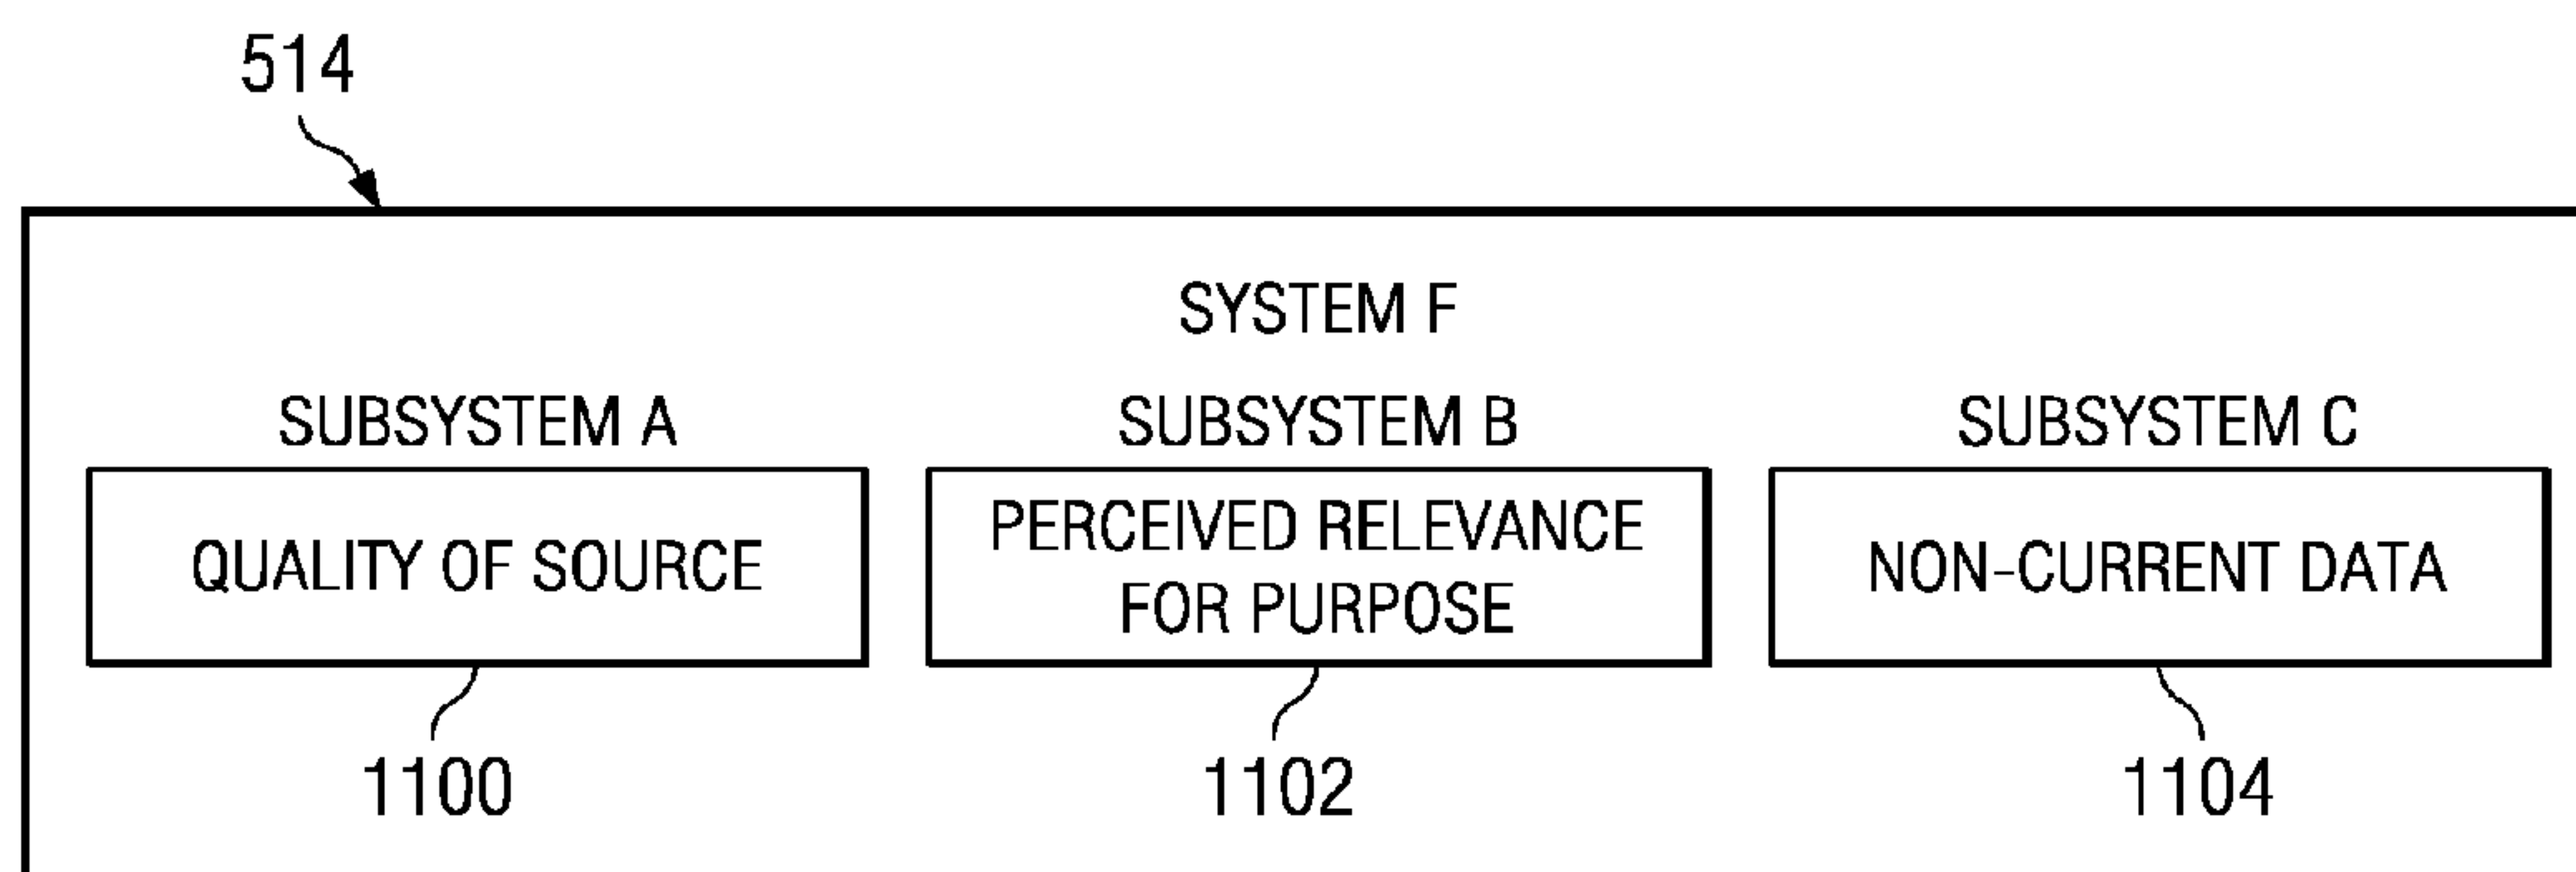 514
SYSTEM F
SUBSYSTEM A
SUBSYSTEM B
SUBSYSTEM C
QUALITY OF SOURCE
PERCEIVED RELEVANCE
FOR PURPOSE
NON-CURRENT DATA
1100
1102
1104